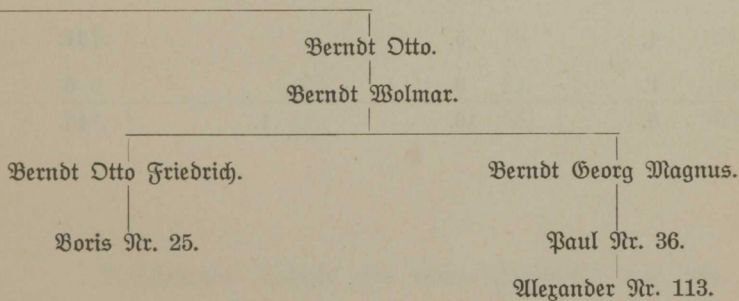 Berndt Otto.
Berndt Wolmar.
Berndt Otto Friedrich.
Berndt Georg Magnus.
Boris Nr. 25.
Paul Nr. 36.
Alexander Nr. 113.